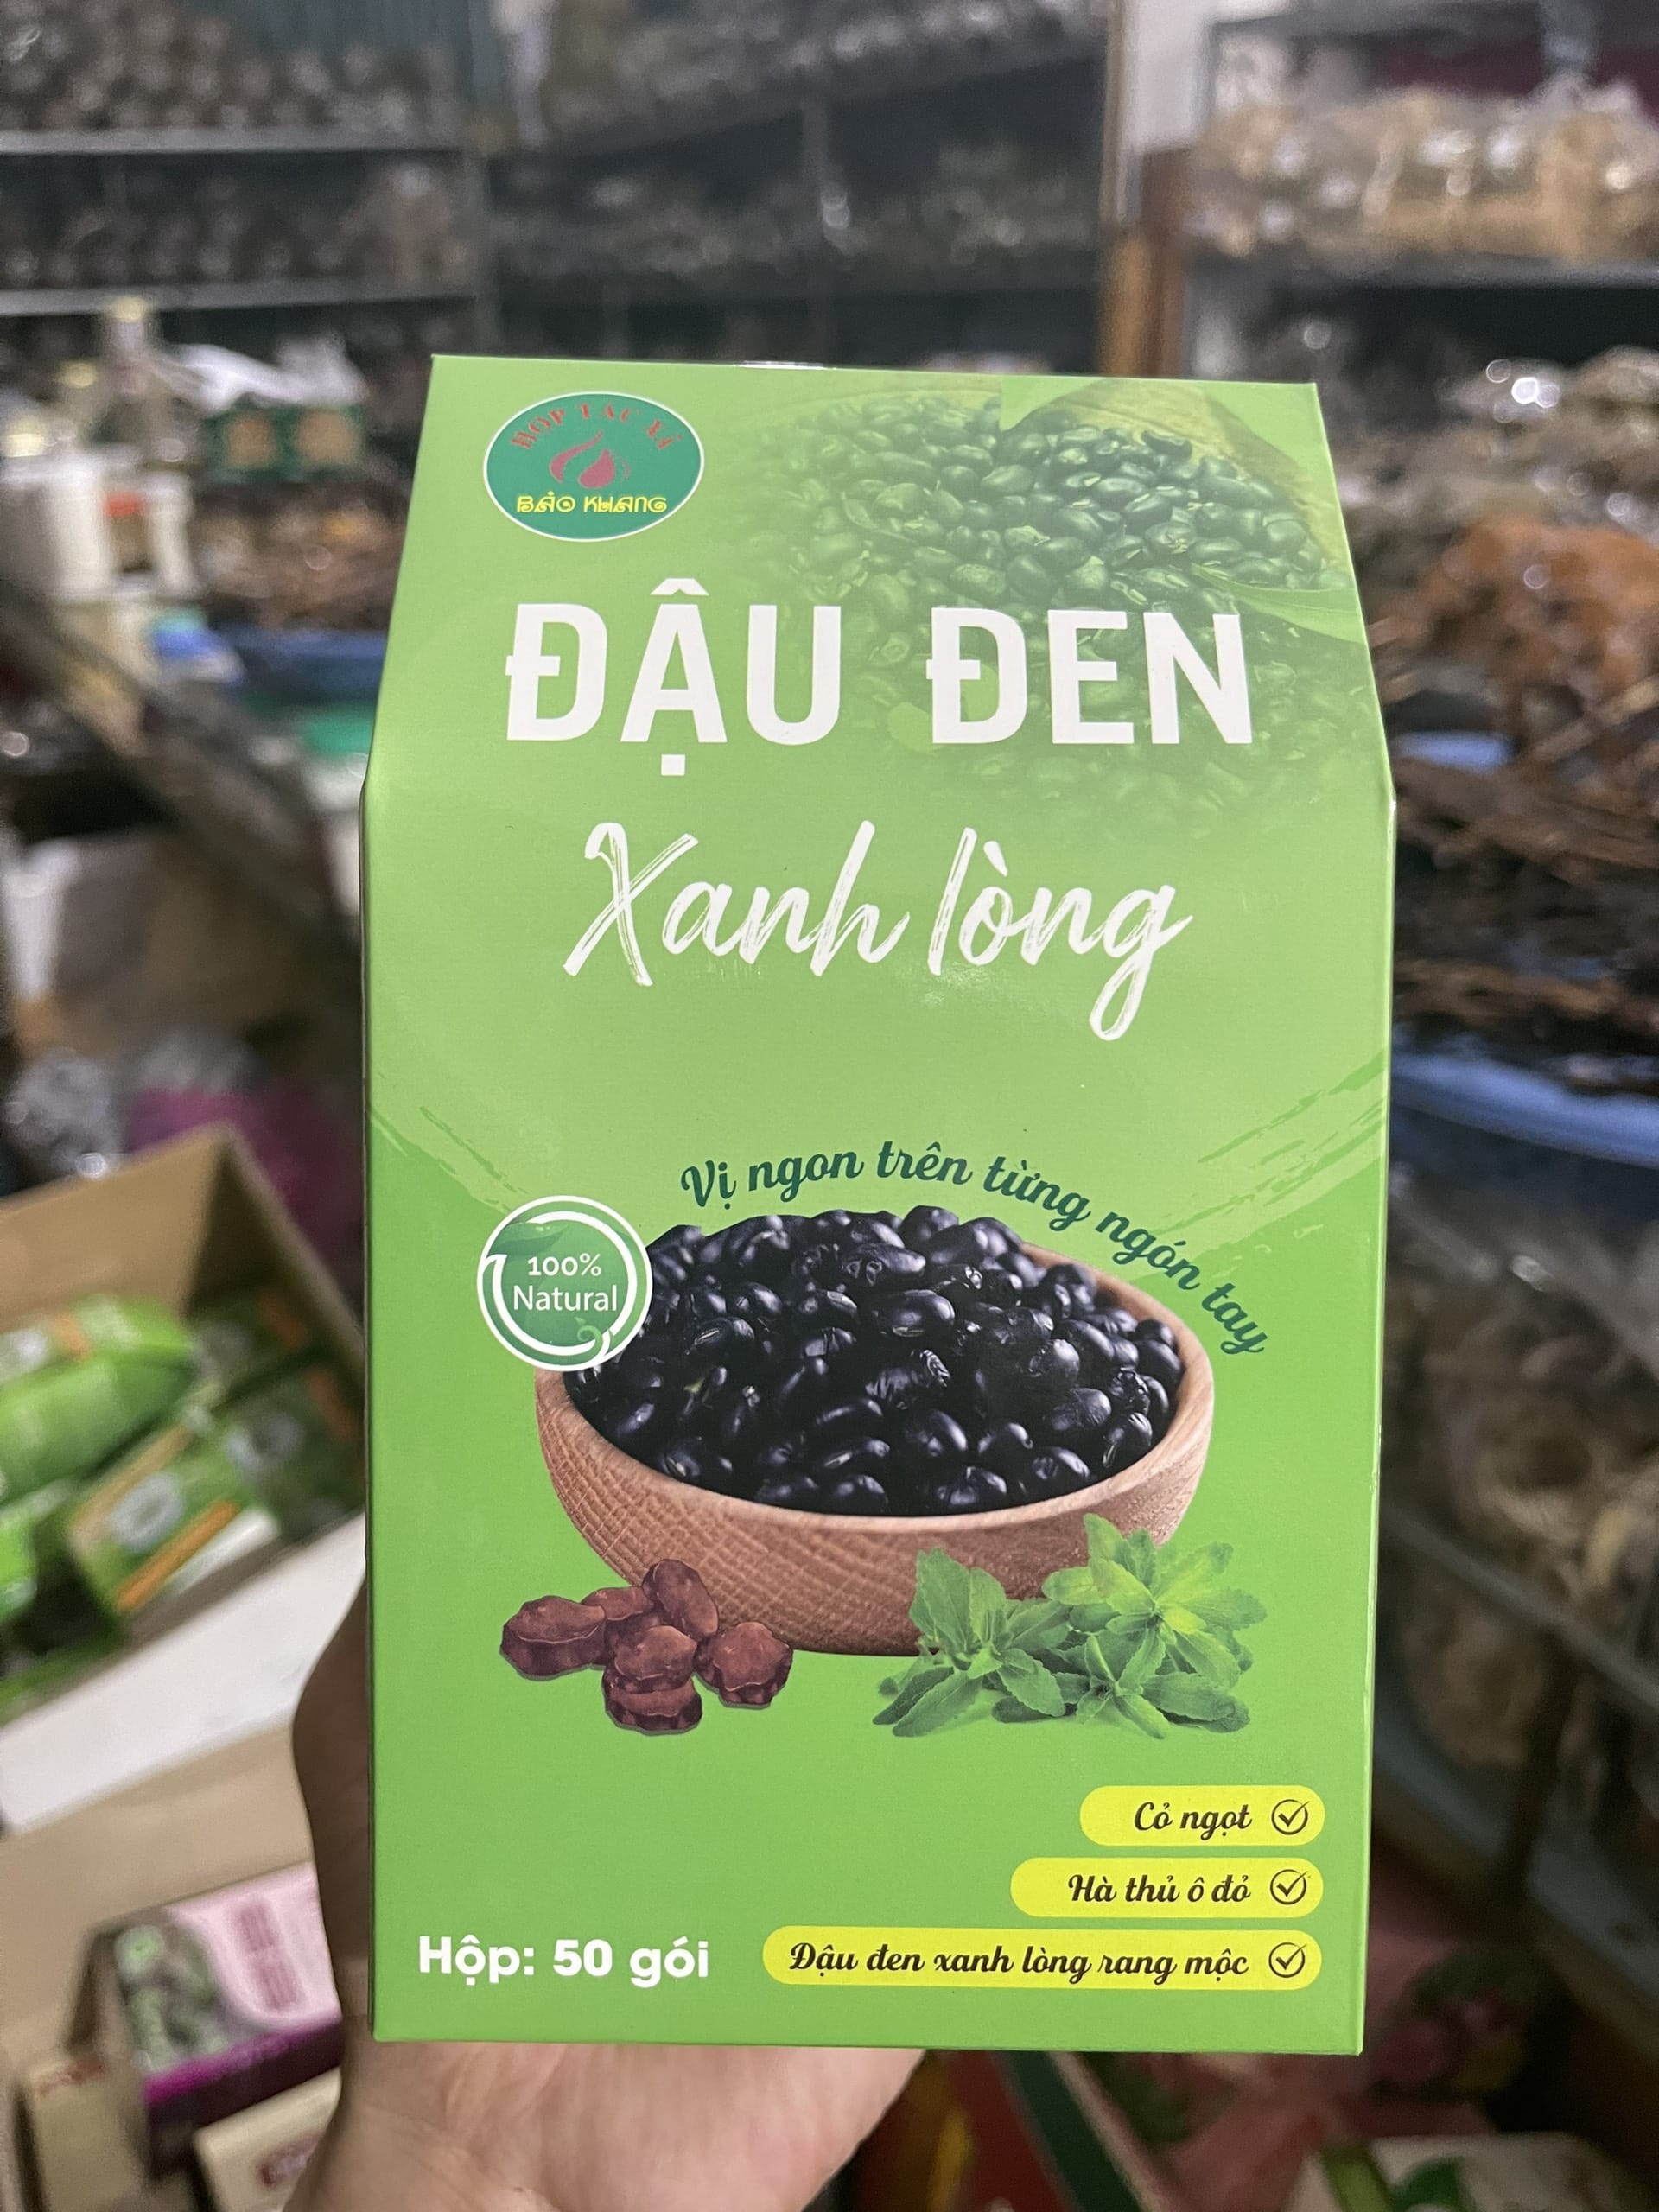 HỢP TÁC XÃ
BẢO KHANG
ĐẬU ĐEN
Xanh lòng
Vị ngon trên từng ngón tay
100%
Natural
Cỏ ngọt
Hà thủ ô đỏ
Hộp: 50 gói
Đậu đen xanh lòng rang mộc